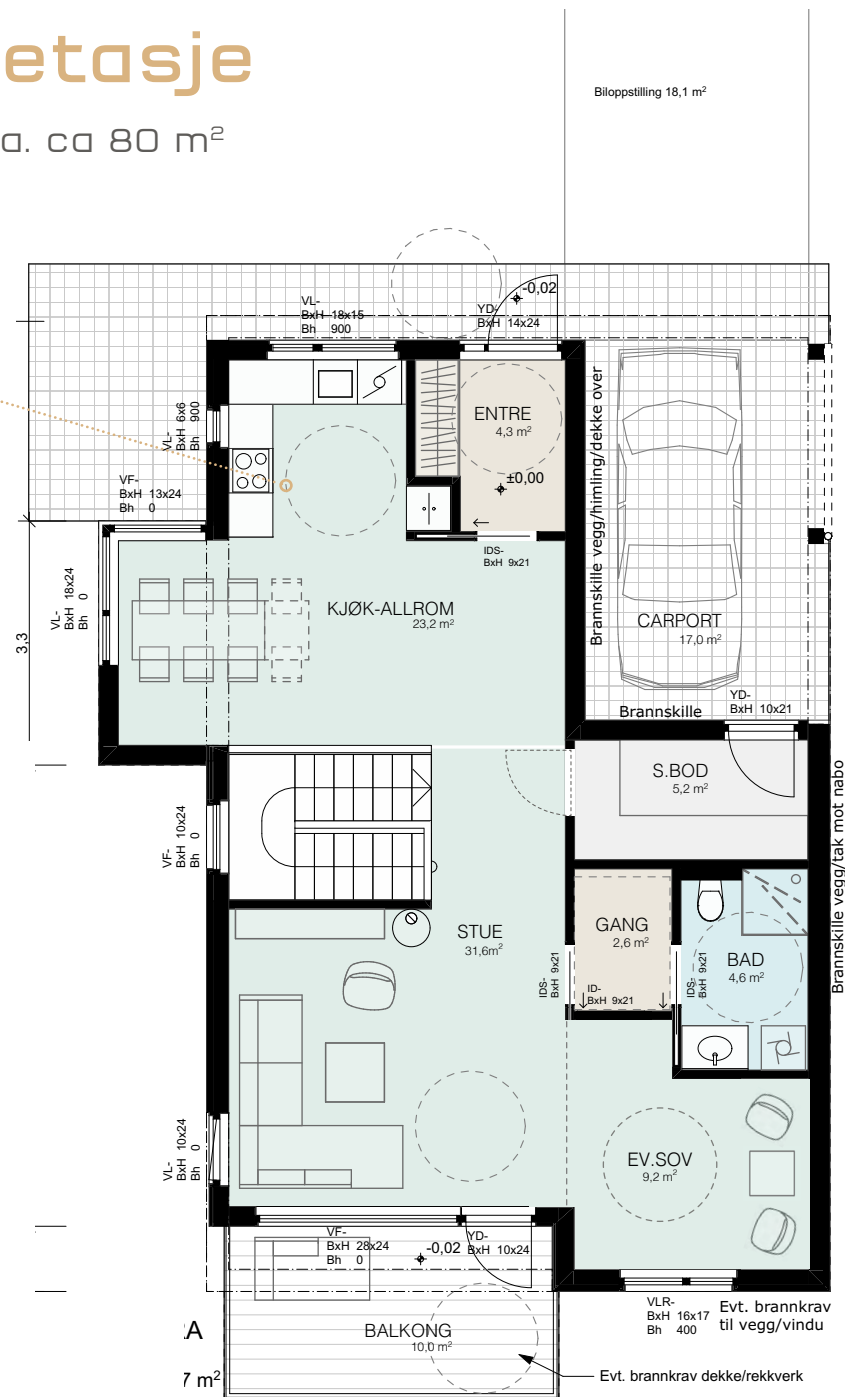 etasje
a. ca 80 m²
Biloppstilling 18,1 m²
-0,02
VL-
BxH 18x15
Bh 900
YD-
BxH 14x24
VL-
BxH 6x6
Bh 900
ENTRE
4,3 m²
±0,00
Brannskille vegg/himling/dekke over
VF-
BxH 13x24
Bh 0
IDS-
BxH 9x21
VL-
BxH 18x24
Bh 0
KJØK-ALLROM
23,2 m²
CARPORT
17,0 m²
3,3
Brannskille
YD-
BxH 10x21
S.BOD
5,2 m²
Brannskille vegg/tak mot nabo
VF-
BxH 10x24
Bh 0
STUE
31,6m²
GANG
2,6 m²
BAD
4,6 m²
IDS-
BxH 9x21
ID-
BxH 9x21
IDS-
BxH 9x21
VL-
BxH 10x24
Bh 0
EV.SOV
9,2 m²
VF-
BxH 28x24
Bh 0
-0,02
YD-
BxH 10x24
VLR-
BxH 16x17
Bh 400
Evt. brannkrav
til vegg/vindu
A
BALKONG
10,0 m²
7 m²
Evt. brannkrav dekke/rekkverk